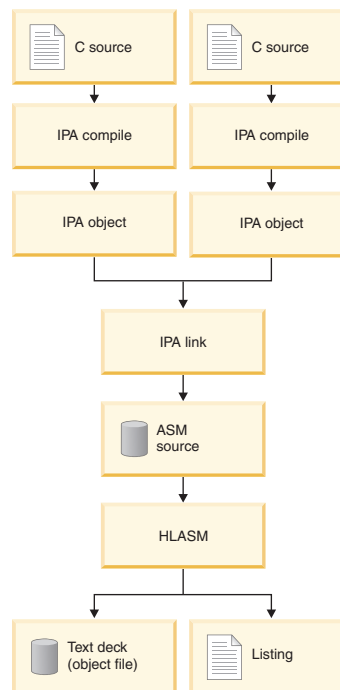 C source
C source
IPA compile
IPA compile
IPA object
IPA object
IPA link
ASM
source
HLASM
Text deck
(object file)
Listing